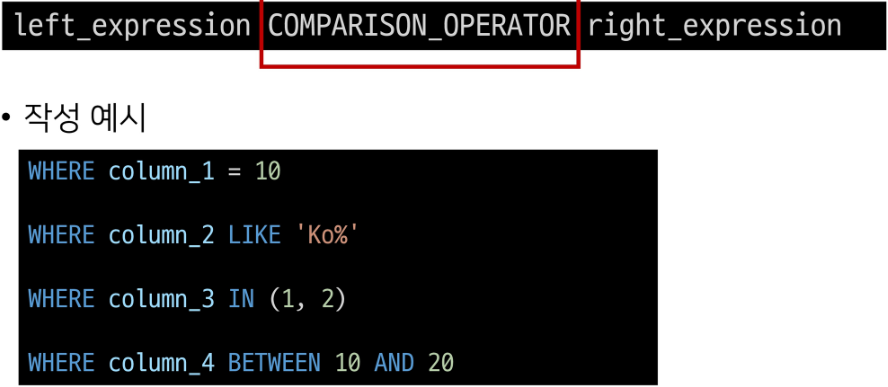 left_expression COMPARISON_OPERATOR right_expression
• 작성 예시
WHERE column_1 = 10
WHERE column_2 LIKE 'Ko%'
WHERE column_3 IN (1, 2)
WHERE column_4 BETWEEN 10 AND 20